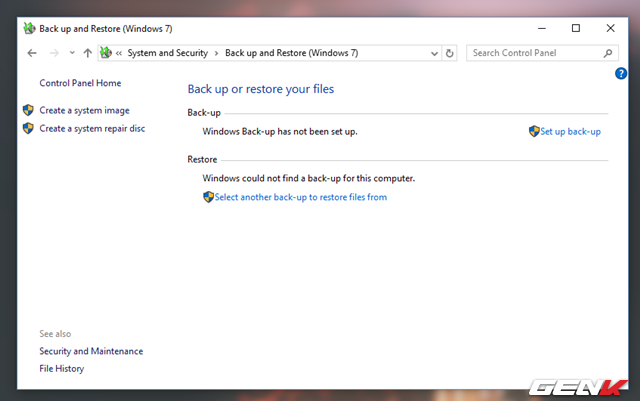 Back up and Restore (Windows 7)
« System and Security › Back up and Restore (Windows 7)
Search Control Panel
?
Control Panel Home
Create a system image
Create a system repair disc
Back up or restore your files
Back-up
Windows Back-up has not been set up.
Set up back-up
Restore
Windows could not find a back-up for this computer.
Select another back-up to restore files from
See also
Security and Maintenance
File History
GENK